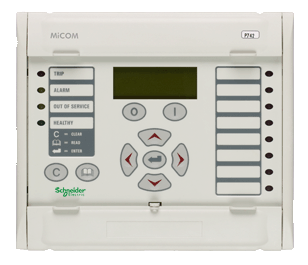 MiCOM
P742
TRIP
ALARM
OUT OF SERVICE
HEALTHY
C = CLEAR
= READ
= ENTER
O
I
C
Schneider
Electric